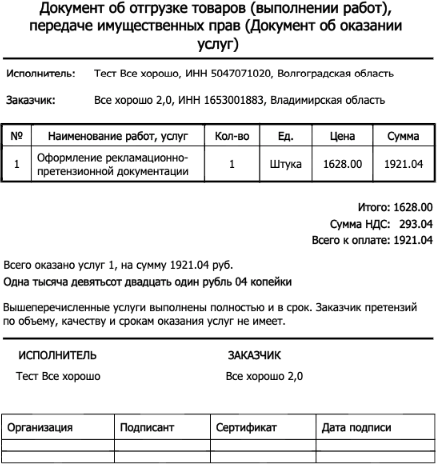 Документ об отгрузке товаров (выполнении работ),
передаче имущественных прав (Документ об оказании
услуг)
Исполнитель: Тест Все хорошо, ИНН 5047071020, Волгоградская область
Заказчик: Все хорошо 2,0, ИНН 1653001883, Владимирская область
№ Наименование работ, услуг Кол-во Ед. Цена Сумма
1 Оформление рекламационно-
претензионной документации 1 Штука 1628.00 1921.04
Итого: 1628.00
Сумма НДС: 293.04
Всего к оплате: 1921.04
Всего оказано услуг 1, на сумму 1921.04 руб.
Одна тысяча девятьсот двадцать один рубль 04 копейки
Вышеперечисленные услуги выполнены полностью и в срок. Заказчик претензий
по объему, качеству и срокам оказания услуг не имеет.
ИСПОЛНИТЕЛЬ ЗАКАЗЧИК
Тест Все хорошо Все хорошо 2,0
Организация Подписант Сертификат Дата подписи